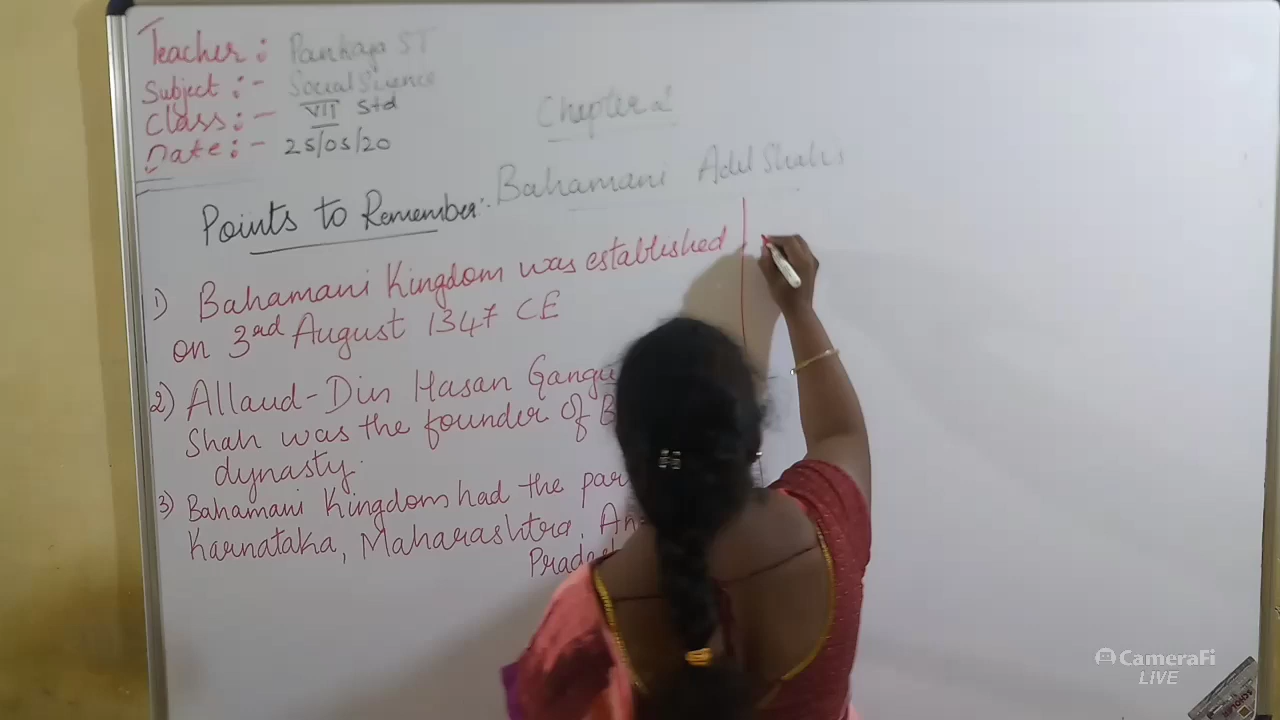 Teacher : Pankaja ST
Subject :- Social Science
Class :- VII Std
Date :- 25/05/20
Chepter 2
Bahamani Adil Shahis
Points to Remember:-
1) Bahamani Kingdom was established
on 3rd August 1347 CE
2) Allaud-Din Hasan Gangu
Shah was the founder of B
dynasty.
3) Bahamani Kingdom had the par
Karnataka, Maharashtra, An
Prade
CameraFi
LIVE